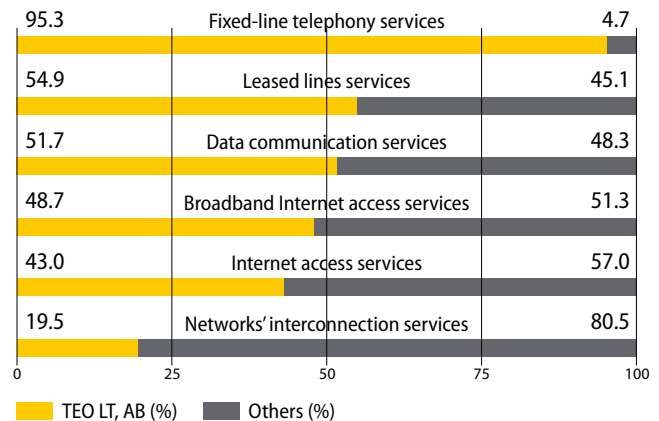 95.3 Fixed-line telephony services 4.7
54.9 Leased lines services 45.1
51.7 Data communication services 48.3
48.7 Broadband Internet access services 51.3
43.0 Internet access services 57.0
19.5 Networks' interconnection services 80.5
0 25 50 75 100
TEO LT, AB (%) Others (%)